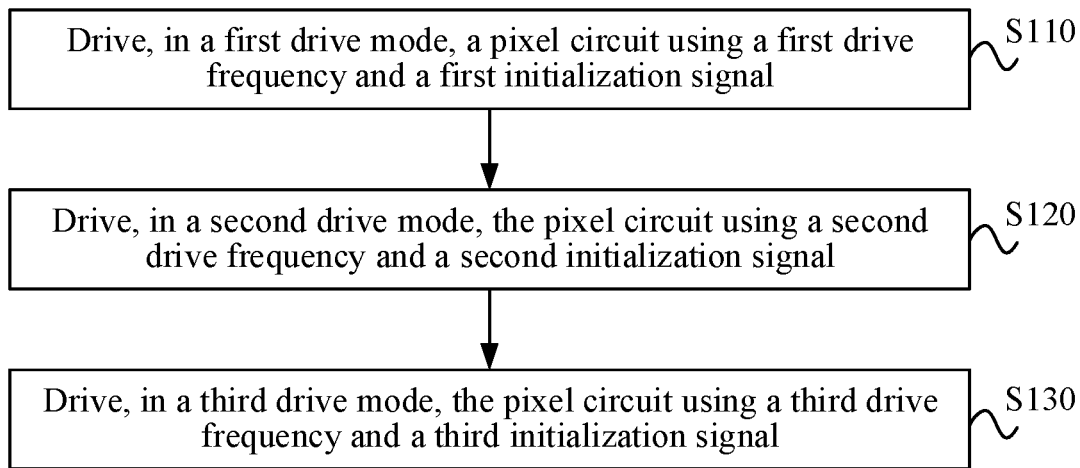 Drive, in a first drive mode, a pixel circuit using a first drive
frequency and a first initialization signal
S110
Drive, in a second drive mode, the pixel circuit using a second
drive frequency and a second initialization signal
S120
Drive, in a third drive mode, the pixel circuit using a third drive
frequency and a third initialization signal
S130